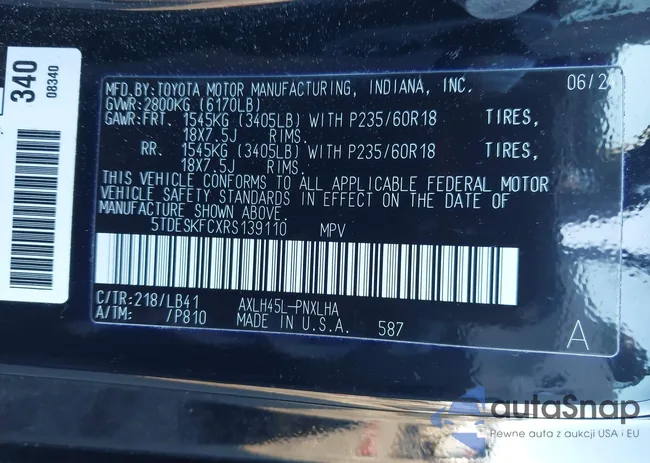 340
08340
MFD.BY:TOYOTA MOTOR MANUFACTURING, INDIANA, INC. 06/24
GVWR:2800KG (6170LB)
GAWR:FRT. 1545KG (3405LB) WITH P235/60R18 TIRES,
18X7.5J RIMS.
RR. 1545KG (3405LB) WITH P235/60R18 TIRES,
18X7.5J RIMS.
THIS VEHICLE CONFORMS TO ALL APPLICABLE FEDERAL MOTOR
VEHICLE SAFETY STANDARDS IN EFFECT ON THE DATE OF
MANUFACTURE SHOWN ABOVE.
5TDESKFCXRS139110 MPV
C/TR:218/LB41 AXLH45L-PNXLHA
A/TM: /P810 MADE IN U.S.A. 587
A
autaSnap
Pewne auta z aukcji USA i EU